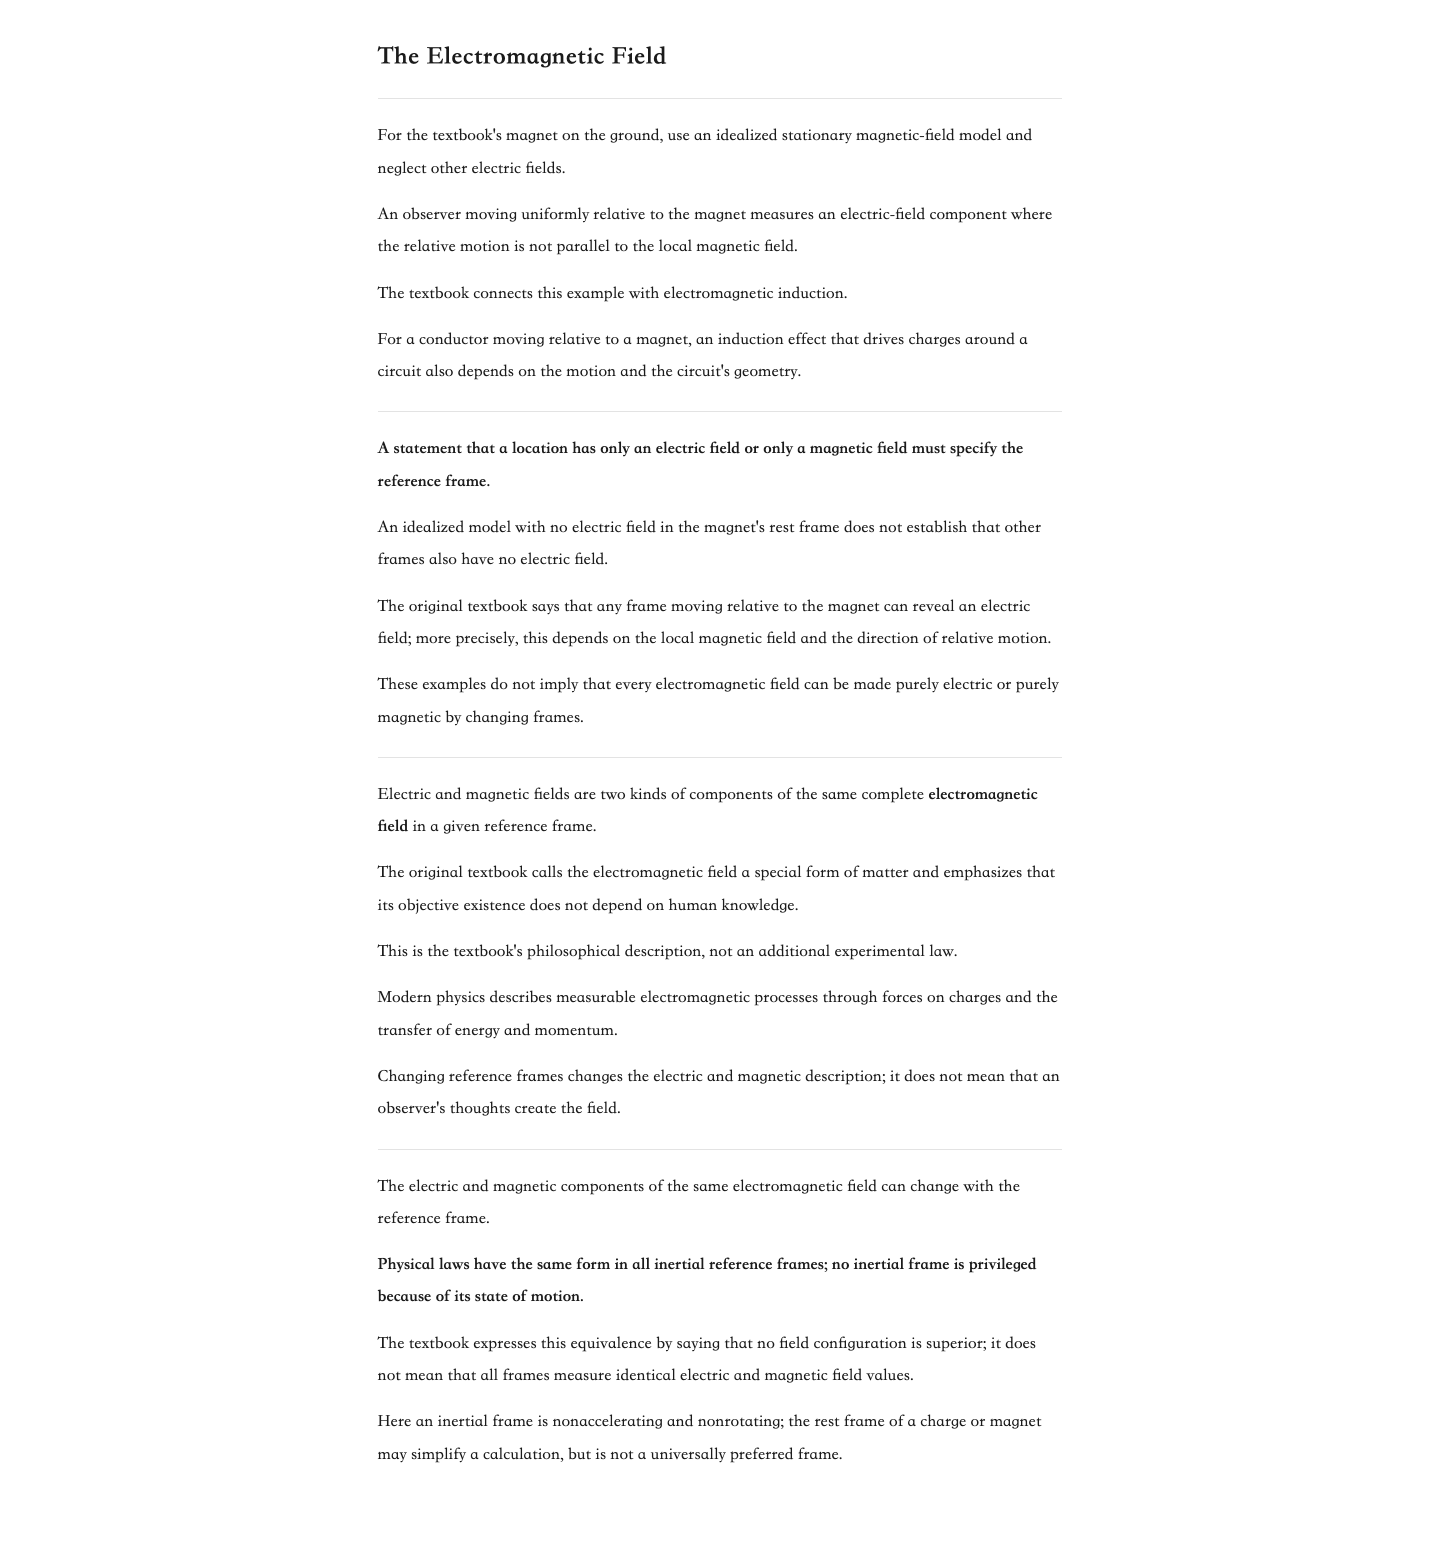 The Electromagnetic Field
For the textbook's magnet on the ground, use an idealized stationary magnetic-field model and
neglect other electric fields.
An observer moving uniformly relative to the magnet measures an electric-field component where
the relative motion is not parallel to the local magnetic field.
The textbook connects this example with electromagnetic induction.
For a conductor moving relative to a magnet, an induction effect that drives charges around a
circuit also depends on the motion and the circuit's geometry.
A statement that a location has only an electric field or only a magnetic field must specify the
reference frame.
An idealized model with no electric field in the magnet's rest frame does not establish that other
frames also have no electric field.
The original textbook says that any frame moving relative to the magnet can reveal an electric
field; more precisely, this depends on the local magnetic field and the direction of relative motion.
These examples do not imply that every electromagnetic field can be made purely electric or purely
magnetic by changing frames.
Electric and magnetic fields are two kinds of components of the same complete electromagnetic
field in a given reference frame.
The original textbook calls the electromagnetic field a special form of matter and emphasizes that
its objective existence does not depend on human knowledge.
This is the textbook's philosophical description, not an additional experimental law.
Modern physics describes measurable electromagnetic processes through forces on charges and the
transfer of energy and momentum.
Changing reference frames changes the electric and magnetic description; it does not mean that an
observer's thoughts create the field.
The electric and magnetic components of the same electromagnetic field can change with the
reference frame.
Physical laws have the same form in all inertial reference frames; no inertial frame is privileged
because of its state of motion.
The textbook expresses this equivalence by saying that no field configuration is superior; it does
not mean that all frames measure identical electric and magnetic field values.
Here an inertial frame is nonaccelerating and nonrotating; the rest frame of a charge or magnet
may simplify a calculation, but is not a universally preferred frame.